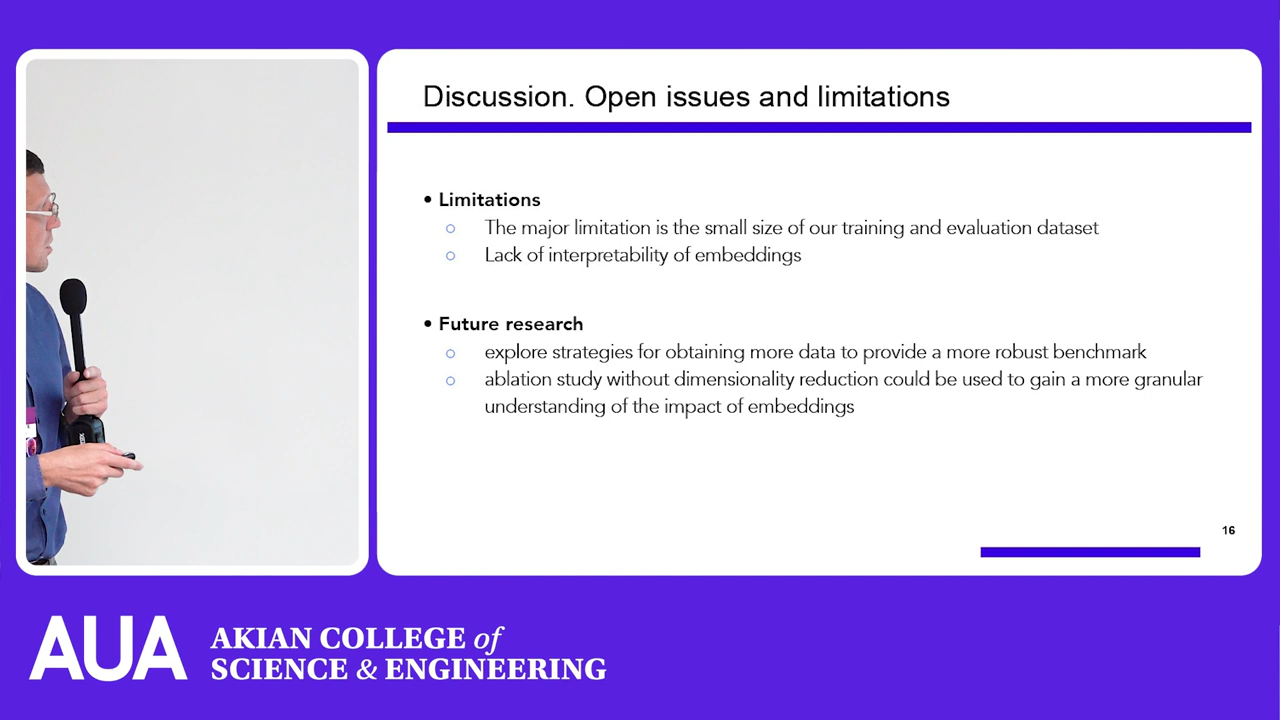 Discussion. Open issues and limitations
• Limitations
○ The major limitation is the small size of our training and evaluation dataset
○ Lack of interpretability of embeddings
• Future research
○ explore strategies for obtaining more data to provide a more robust benchmark
○ ablation study without dimensionality reduction could be used to gain a more granular
understanding of the impact of embeddings
16
AUA
AKIAN COLLEGE of
SCIENCE & ENGINEERING